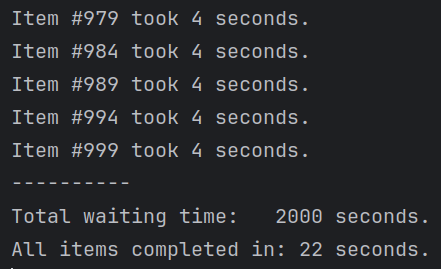 Item #979 took 4 seconds.
Item #984 took 4 seconds.
Item #989 took 4 seconds.
Item #994 took 4 seconds.
Item #999 took 4 seconds.
----------
Total waiting time:   2000 seconds.
All items completed in: 22 seconds.